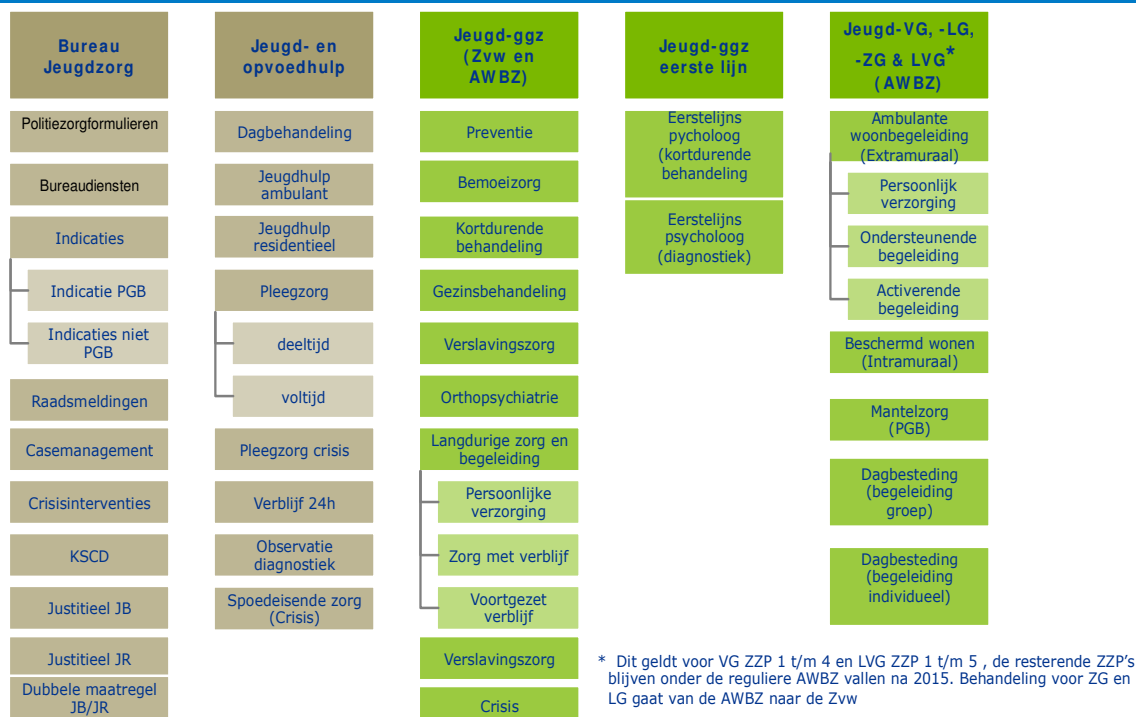 Bureau
Jeugdzorg
Politiezorgformulieren
Bureaudiensten
Indicaties
Indicatie PGB
Indicaties niet
PGB
Raadsmeldingen
Casemanagement
Crisisinterventies
KSCD
Justitieel JB
Justitieel JR
Dubbele maatregel
JB/JR
Jeugd- en
opvoedhulp
Dagbehandeling
Jeugdhulp
ambulant
Jeugdhulp
residentieel
Pleegzorg
deeltijd
voltijd
Pleegzorg crisis
Verblijf 24h
Observatie
diagnostiek
Spoedeisende zorg
(Crisis)
Jeugd-ggz
(Zvw en
AWBZ)
Preventie
Bemoeizorg
Kortdurende
behandeling
Gezinsbehandeling
Verslavingszorg
Orthopsychiatrie
Langdurige zorg en
begeleiding
Persoonlijke
verzorging
Zorg met verblijf
Voortgezet
verblijf
Verslavingszorg
Crisis
Jeugd-ggz
eerste lijn
Eerstelijns
pycholoog
(kortdurende
behandeling
Eerstelijns
psycholoog
(diagnostiek)
Jeugd-VG, -LG,
-ZG & LVG*
(AWBZ)
Ambulante
woonbegeleiding
(Extramuraal)
Persoonlijk
verzorging
Ondersteunende
begeleiding
Activerende
begeleiding
Beschermd wonen
(Intramuraal)
Mantelzorg
(PGB)
Dagbesteding
(begeleiding
groep)
Dagbesteding
(begeleiding
individueel)
* Dit geldt voor VG ZZP 1 t/m 4 en LVG ZZP 1 t/m 5 , de resterende ZZP's
blijven onder de reguliere AWBZ vallen na 2015. Behandeling voor ZG en
LG gaat van de AWBZ naar de Zvw